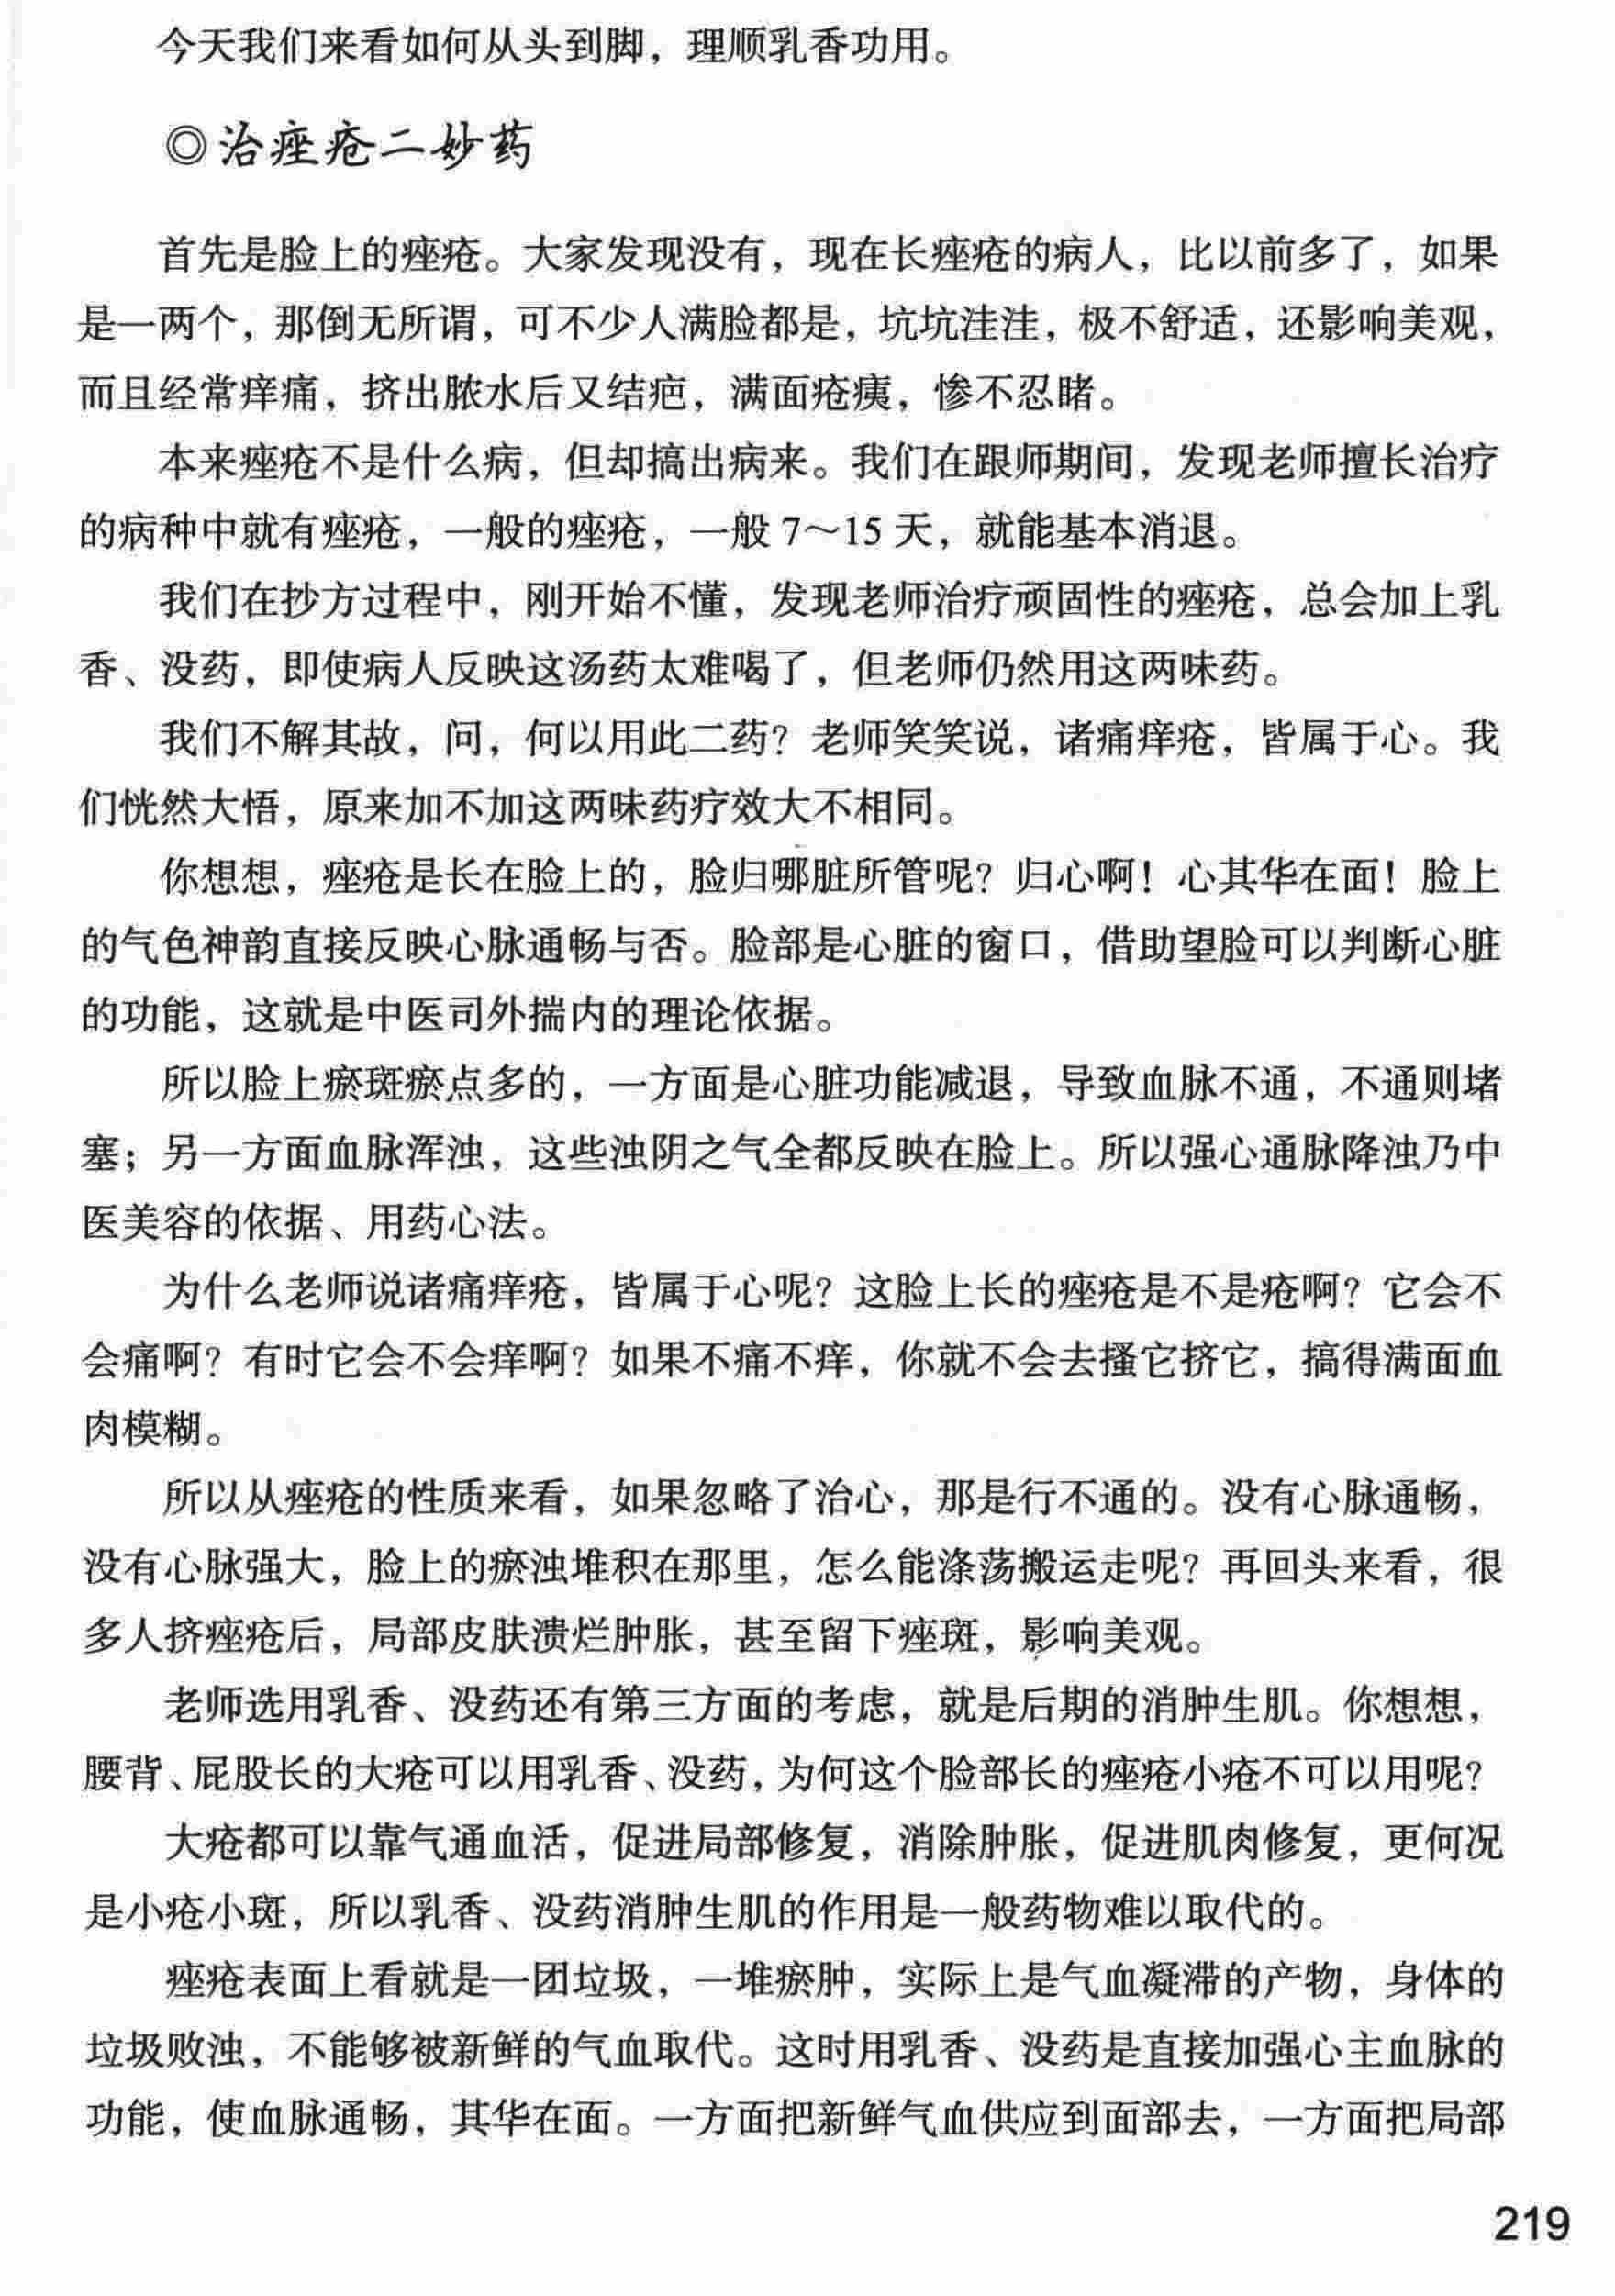 今天我们来看如何从头到脚，理顺乳香功用。
◎治痤疮二妙药
首先是脸上的痤疮。大家发现没有，现在长痤疮的病人，比以前多了，如果
是一两个，那倒无所谓，可不少人满脸都是，坑坑洼洼，极不舒适，还影响美观，
而且经常痒痛，挤出脓水后又结疤，满面疮痍，惨不忍睹。
本来痤疮不是什么病，但却搞出病来。我们在跟师期间，发现老师擅长治疗
的病种中就有痤疮，一般的痤疮，一般 7～15 天，就能基本消退。
我们在抄方过程中，刚开始不懂，发现老师治疗顽固性的痤疮，总会加上乳
香、没药，即使病人反映这汤药太难喝了，但老师仍然用这两味药。
我们不解其故，问，何以用此二药？老师笑笑说，诸痛痒疮，皆属于心。我
们恍然大悟，原来加不加这两味药疗效大不相同。
你想想，痤疮是长在脸上的，脸归哪脏所管呢？归心啊！心其华在面！脸上
的气色神韵直接反映心脉通畅与否。脸部是心脏的窗口，借助望脸可以判断心脏
的功能，这就是中医司外揣内的理论依据。
所以脸上瘀斑瘀点多的，一方面是心脏功能减退，导致血脉不通，不通则堵
塞；另一方面血脉浑浊，这些浊阴之气全都反映在脸上。所以强心通脉降浊乃中
医美容的依据、用药心法。
为什么老师说诸痛痒疮，皆属于心呢？这脸上长的痤疮是不是疮啊？它会不
会痛啊？有时它会不会痒啊？如果不痛不痒，你就不会去搔它挤它，搞得满面血
肉模糊。
所以从痤疮的性质来看，如果忽略了治心，那是行不通的。没有心脉通畅，
没有心脉强大，脸上的瘀浊堆积在那里，怎么能涤荡搬运走呢？再回头来看，很
多人挤痤疮后，局部皮肤溃烂肿胀，甚至留下痤斑，影响美观。
老师选用乳香、没药还有第三方面的考虑，就是后期的消肿生肌。你想想，
腰背、屁股长的大疮可以用乳香、没药，为何这个脸部长的痤疮小疮不可以用呢？
大疮都可以靠气通血活，促进局部修复，消除肿胀，促进肌肉修复，更何况
是小疮小斑，所以乳香、没药消肿生肌的作用是一般药物难以取代的。
痤疮表面上看就是一团垃圾，一堆瘀肿，实际上是气血凝滞的产物，身体的
垃圾败浊，不能够被新鲜的气血取代。这时用乳香、没药是直接加强心主血脉的
功能，使血脉通畅，其华在面。一方面把新鲜气血供应到面部去，一方面把局部
219